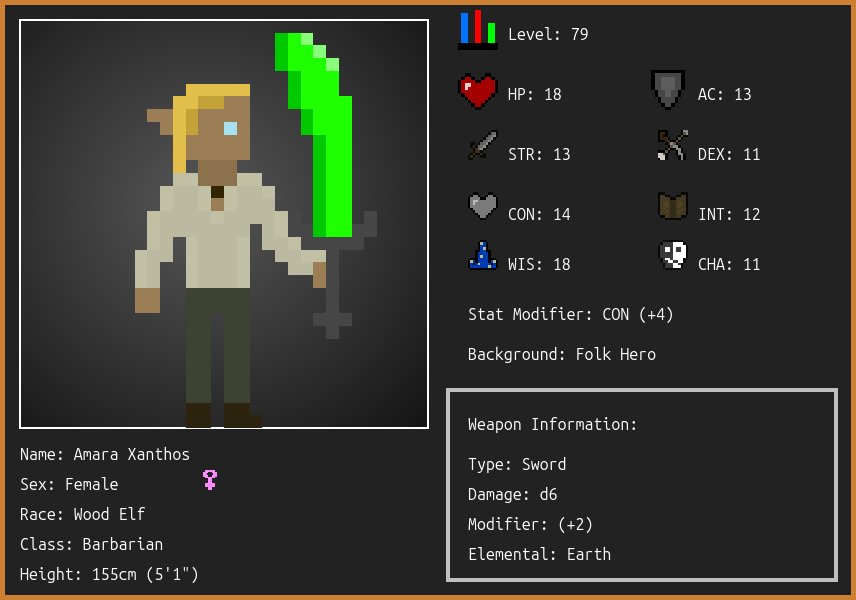 Level: 79
HP: 18
AC: 13
STR: 13
DEX: 11
CON: 14
INT: 12
WIS: 18
CHA: 11
Stat Modifier: CON (+4)
Background: Folk Hero
Weapon Information:
Type: Sword
Damage: d6
Modifier: (+2)
Elemental: Earth
Name: Amara Xanthos
Sex: Female
Race: Wood Elf
Class: Barbarian
Height: 155cm (5'1")